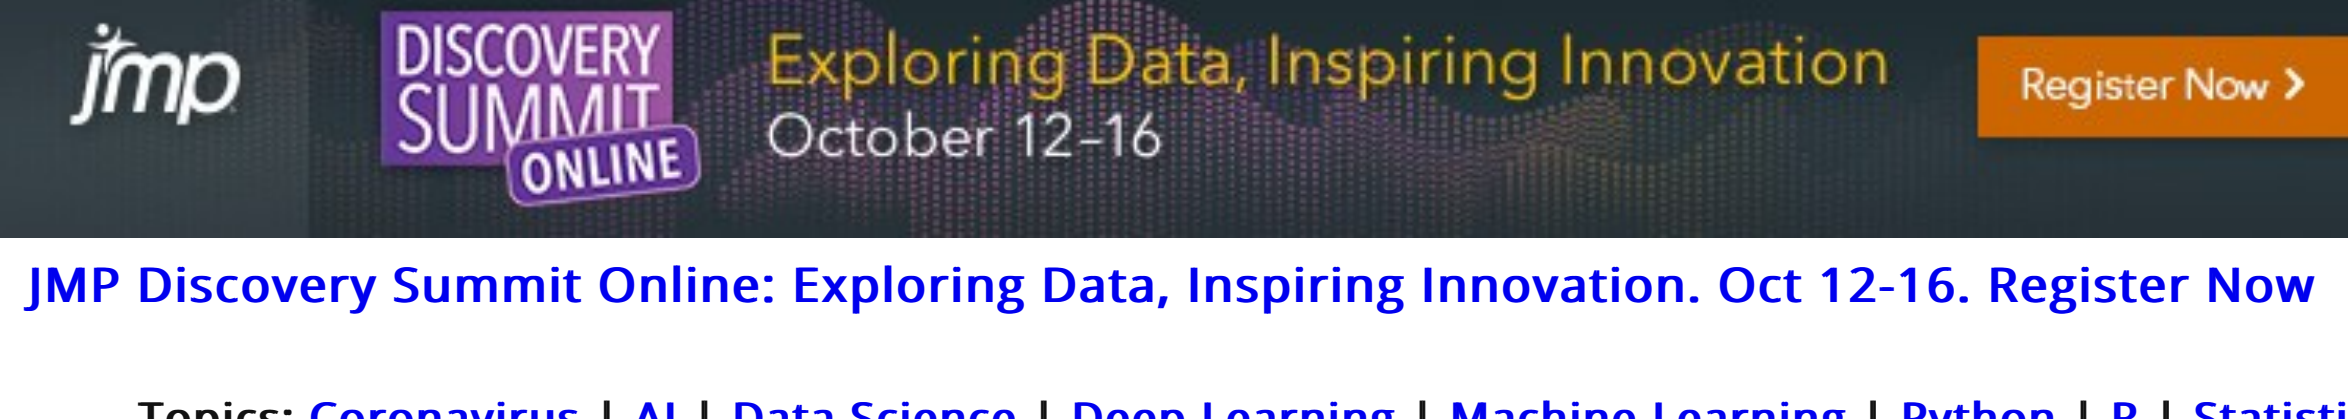 jmp
DISCOVERY
SUMMIT
ONLINE
Exploring Data, Inspiring Innovation
October 12-16
Register Now >
JMP Discovery Summit Online: Exploring Data, Inspiring Innovation. Oct 12-16. Register Now
Topics: Coronavirus | AI | Data Science | Deep Learning | Machine Learning | Python | R |